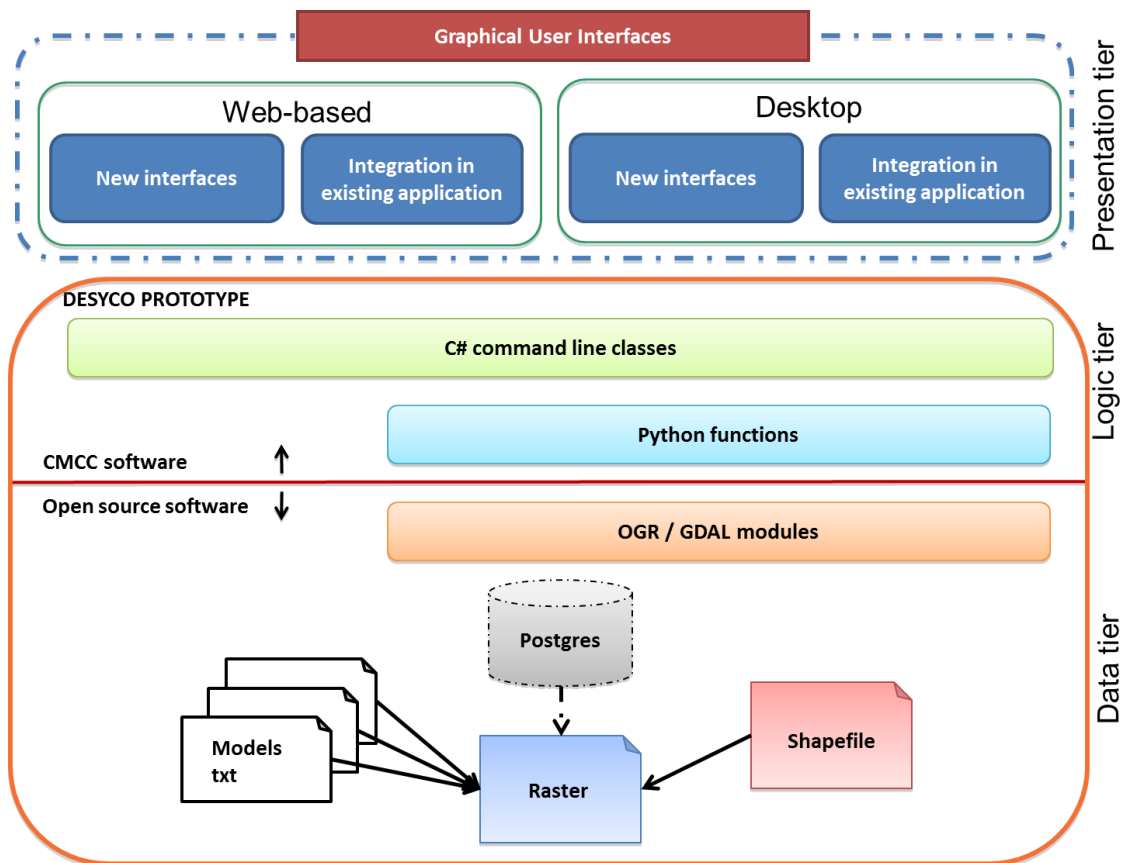 Graphical User Interfaces
Presentation tier
Web-based
New interfaces
Integration in
existing application
Desktop
New interfaces
Integration in
existing application
DESYCO PROTOTYPE
Logic tier
C# command line classes
Python functions
CMCC software
Open source software
OGR / GDAL modules
Data tier
Postgres
Models
txt
Raster
Shapefile